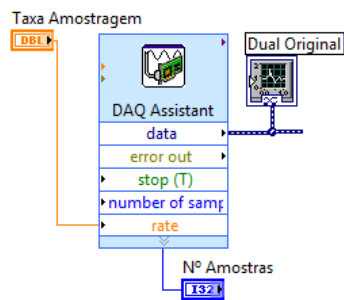 Taxa Amostragem
DBL
Dual Original
DAQ Assistant
data
error out
stop (T)
number of samp
rate
Nº Amostras
I32